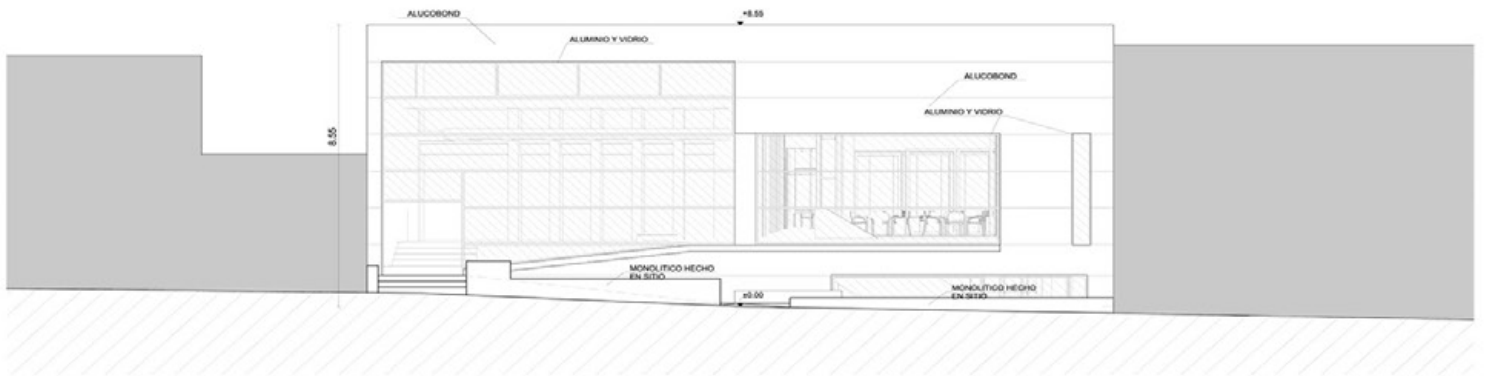 ALUCOBOND
+8.55
ALUMINIO Y VIDRIO
ALUCOBOND
ALUMINIO Y VIDRIO
8.55
MONOLITICO HECHO
EN SITIO
MONOLITICO HECHO
EN SITIO
±0.00